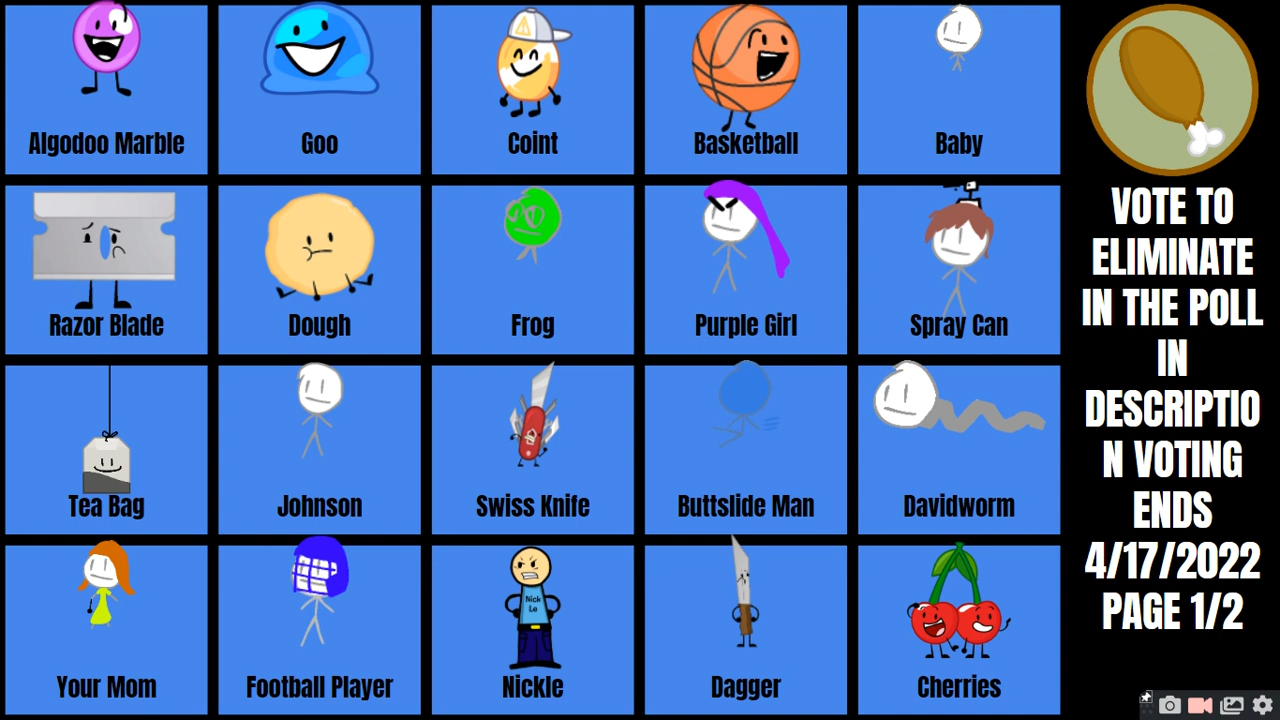 Algodoo Marble
Goo
Coint
Basketball
Baby
Razor Blade
Dough
Frog
Purple Girl
Spray Can
Tea Bag
Johnson
Swiss Knife
Buttslide Man
Davidworm
Your Mom
Football Player
Nick
Le
Nickle
Dagger
Cherries
VOTE TO
ELIMINATE
IN THE POLL
IN
DESCRIPTIO
N VOTING
ENDS
4/17/2022
PAGE 1/2